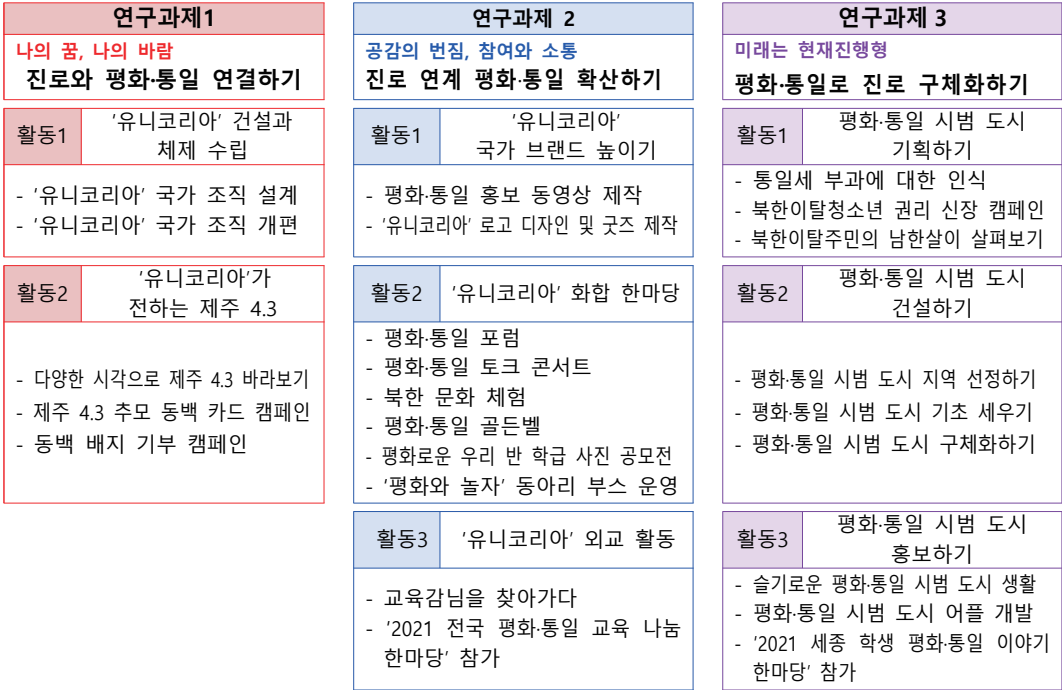 연구과제1
나의 꿈, 나의 바람
진로와 평화·통일 연결하기
활동1
'유니코리아' 건설과
체제 수립
- '유니코리아' 국가 조직 설계
- '유니코리아' 국가 조직 개편
활동2
'유니코리아'가
전하는 제주 4.3
- 다양한 시각으로 제주 4.3 바라보기
- 제주 4.3 추모 동백 카드 캠페인
- 동백 배지 기부 캠페인
연구과제 2
공감의 번짐, 참여와 소통
진로 연계 평화·통일 확산하기
활동1
'유니코리아'
국가 브랜드 높이기
- 평화·통일 홍보 동영상 제작
- '유니코리아' 로고 디자인 및 굿즈 제작
활동2
'유니코리아' 화합 한마당
- 평화·통일 포럼
- 평화·통일 토크 콘서트
- 북한 문화 체험
- 평화·통일 골든벨
- 평화로운 우리 반 학급 사진 공모전
- '평화와 놀자' 동아리 부스 운영
활동3
'유니코리아' 외교 활동
- 교육감님을 찾아가다
- '2021 전국 평화·통일 교육 나눔
한마당' 참가
연구과제 3
미래는 현재진행형
평화·통일로 진로 구체화하기
활동1
평화·통일 시범 도시
기획하기
- 통일세 부과에 대한 인식
- 북한이탈청소년 권리 신장 캠페인
- 북한이탈주민의 남한살이 살펴보기
활동2
평화·통일 시범 도시
건설하기
- 평화·통일 시범 도시 지역 선정하기
- 평화·통일 시범 도시 기초 세우기
- 평화·통일 시범 도시 구체화하기
활동3
평화·통일 시범 도시
홍보하기
- 슬기로운 평화·통일 시범 도시 생활
- 평화·통일 시범 도시 어플 개발
- '2021 세종 학생 평화·통일 이야기
한마당' 참가